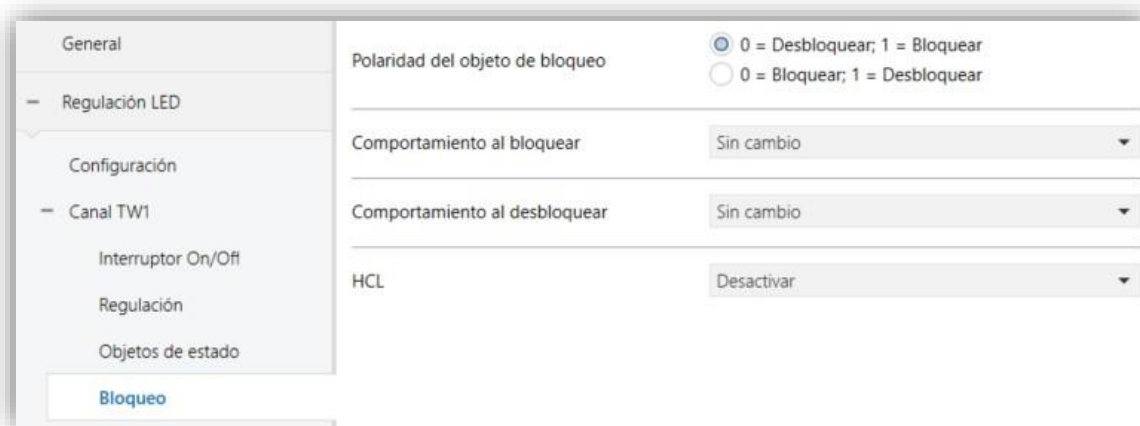 General
Regulación LED
Configuración
Canal TW1
Interruptor On/Off
Regulación
Objetos de estado
Bloqueo
Polaridad del objeto de bloqueo
0 = Desbloquear; 1 = Bloquear
0 = Bloquear; 1 = Desbloquear
Comportamiento al bloquear
Sin cambio
Comportamiento al desbloquear
Sin cambio
HCL
Desactivar